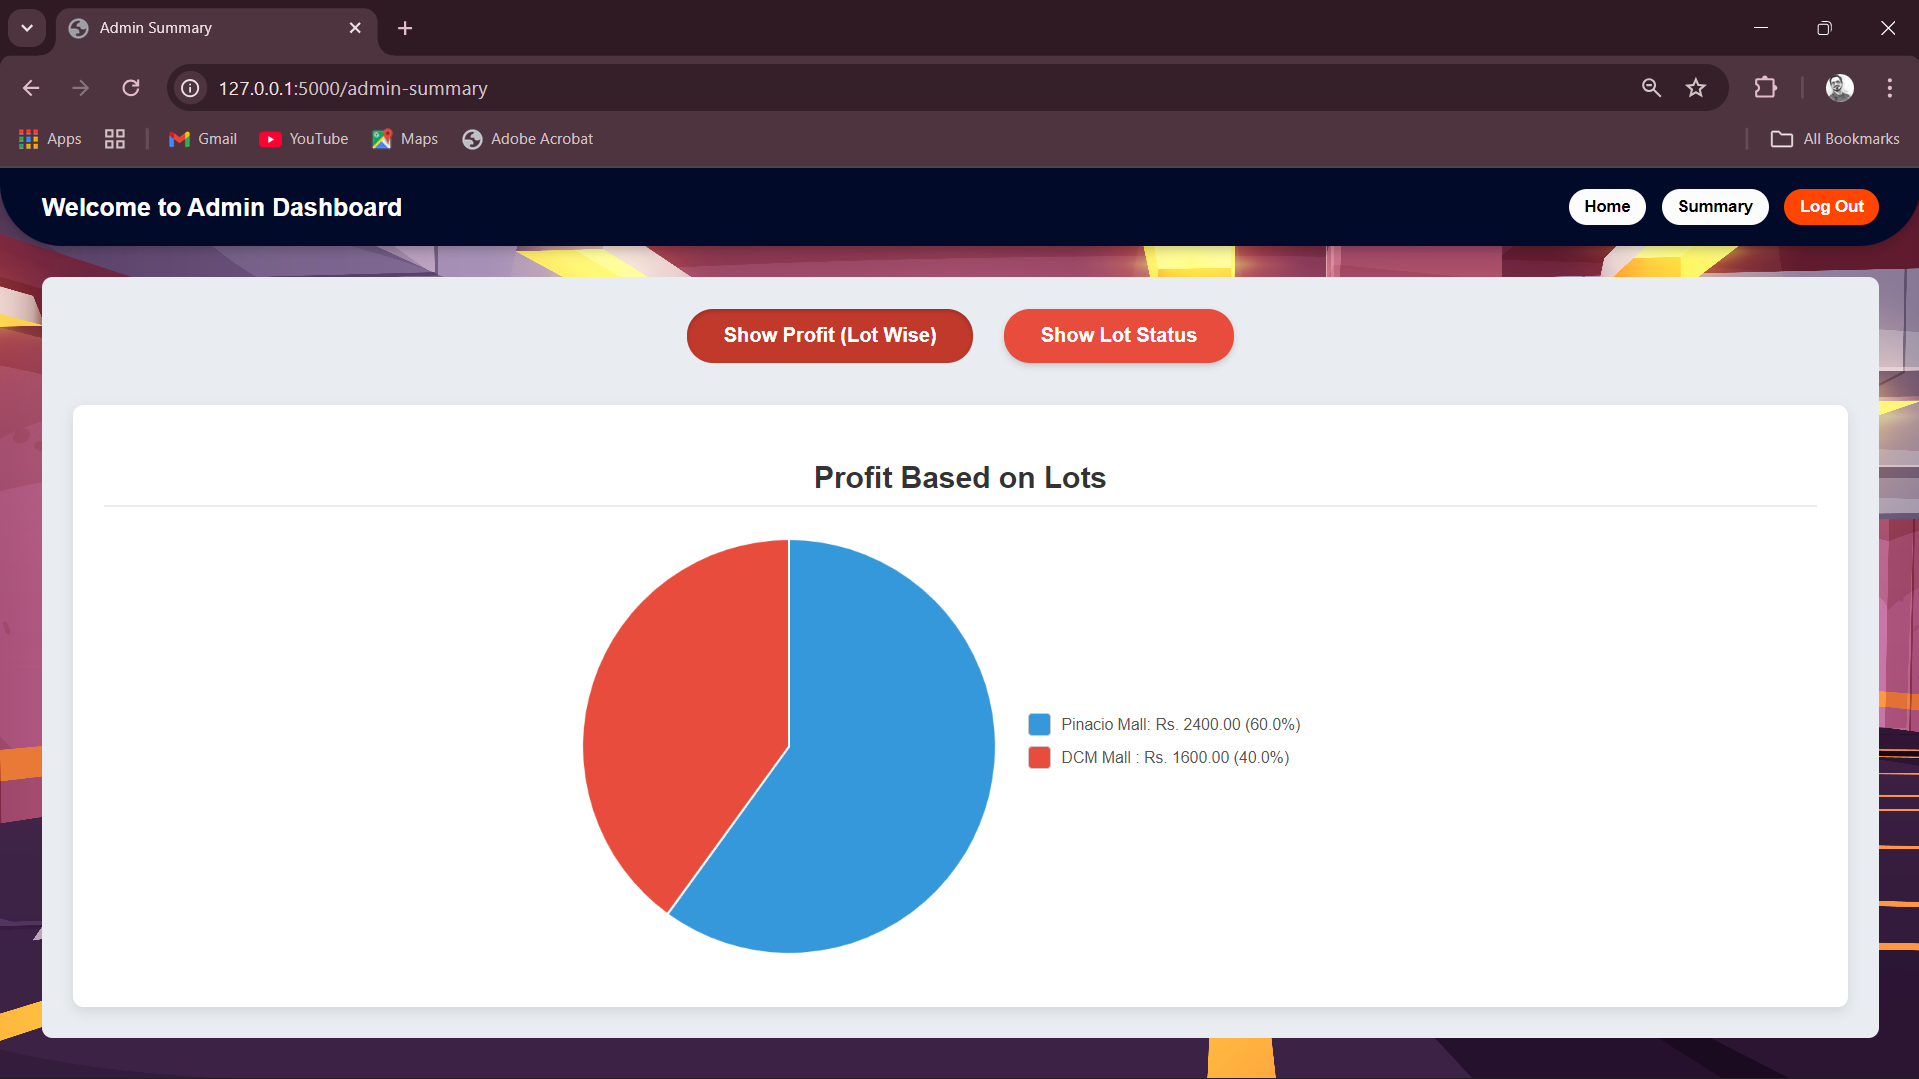 Admin Summary
127.0.0.1:5000/admin-summary
Apps Gmail YouTube Maps Adobe Acrobat All Bookmarks
Welcome to Admin Dashboard Home Summary Log Out
Show Profit (Lot Wise) Show Lot Status
Profit Based on Lots
Pinacio Mall: Rs. 2400.00 (60.0%)
DCM Mall : Rs. 1600.00 (40.0%)